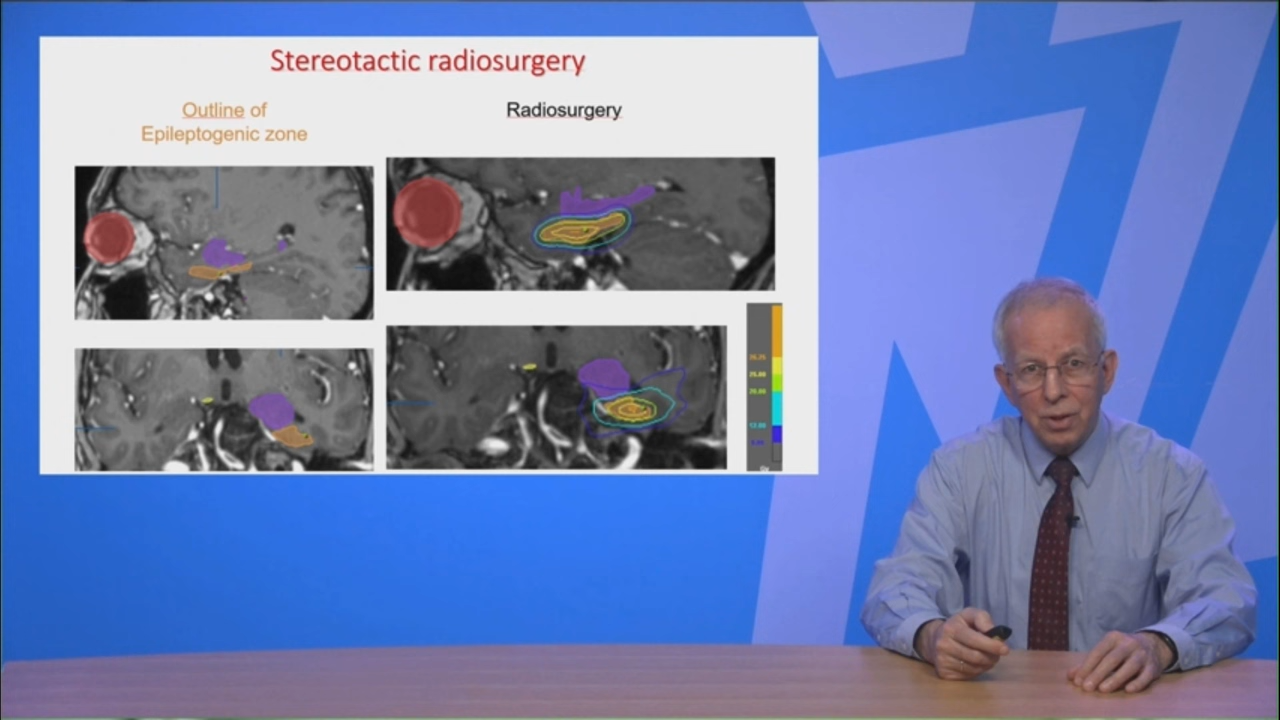 Stereotactic radiosurgery
Outline of
Epileptogenic zone
Radiosurgery